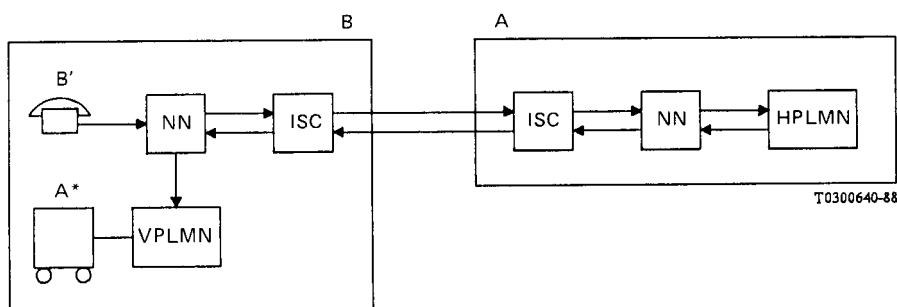 B
A
B'
NN
ISC
ISC
NN
HPLMN
A*
VPLMN
T0300640-88